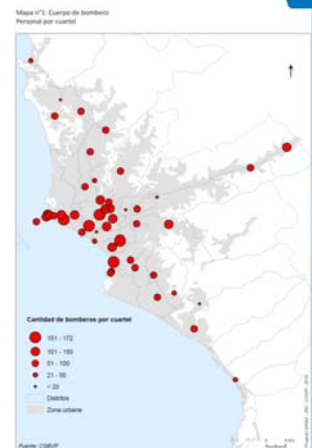 Mapa n°1: Cuerpo de bombero
Personal por cuartel
Cantidad de bomberos por cuartel
151 - 172
101 - 150
51 - 100
21 - 50
< 20
Distritos
Zona urbana
Fuente: CGBVP